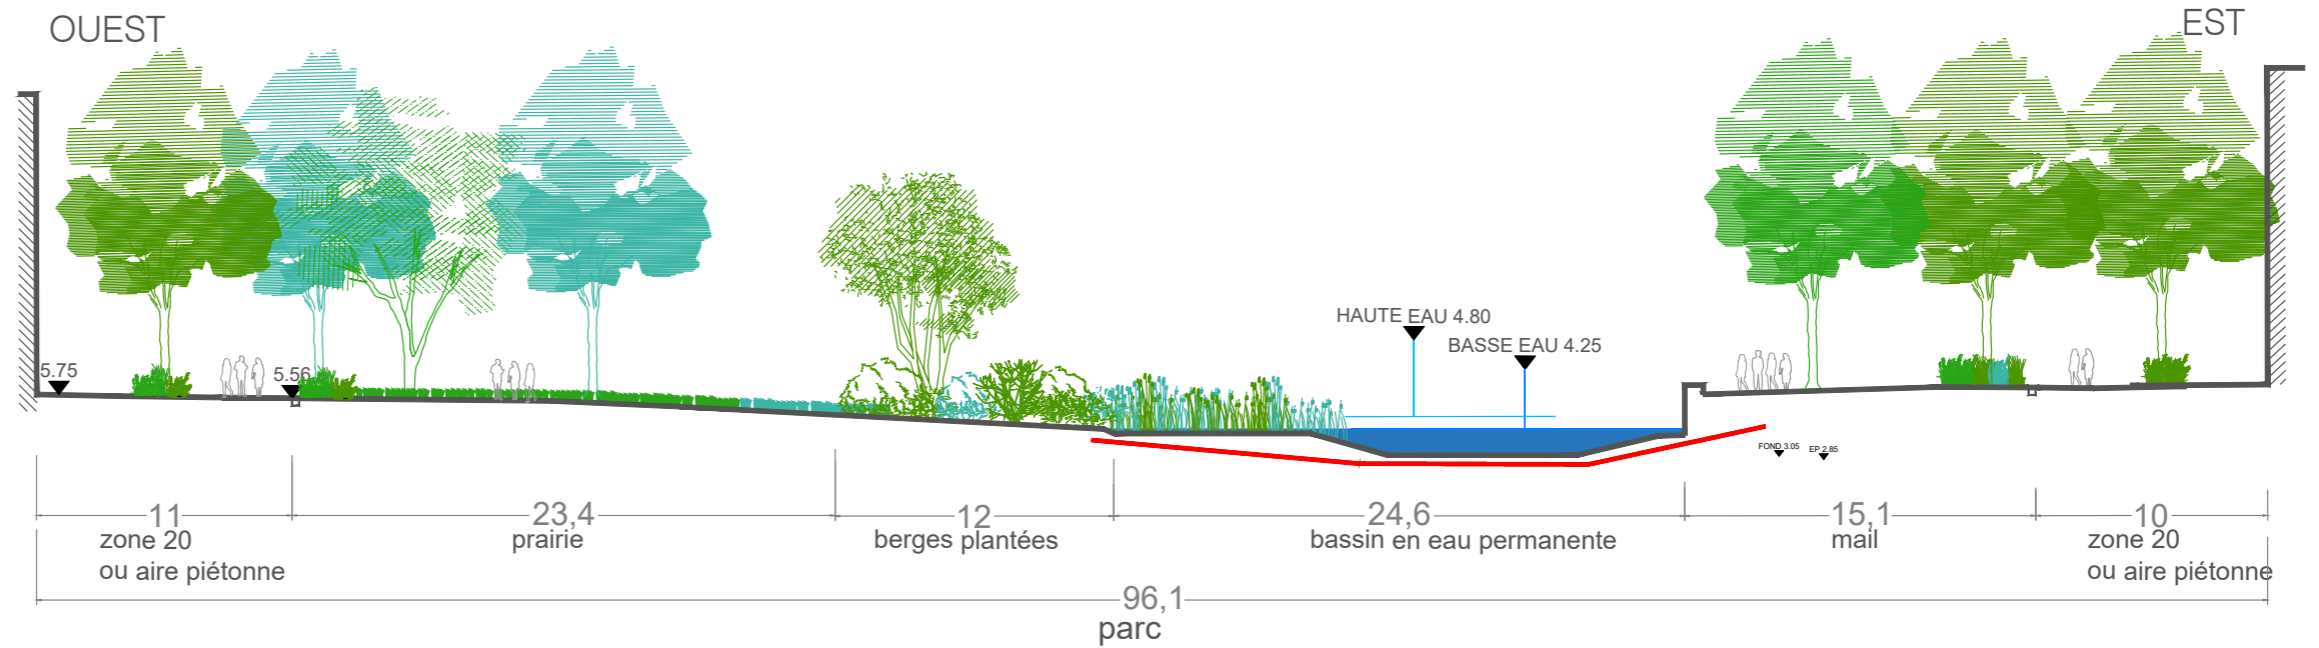 OUEST
EST
HAUTE EAU 4.80
BASSE EAU 4.25
5.75
5.56
FOND 3.05
EP 2.85
11
23,4
12
24,6
15,1
10
zone 20
ou aire piétonne
prairie
berges plantées
bassin en eau permanente
mail
zone 20
ou aire piétonne
96,1
parc